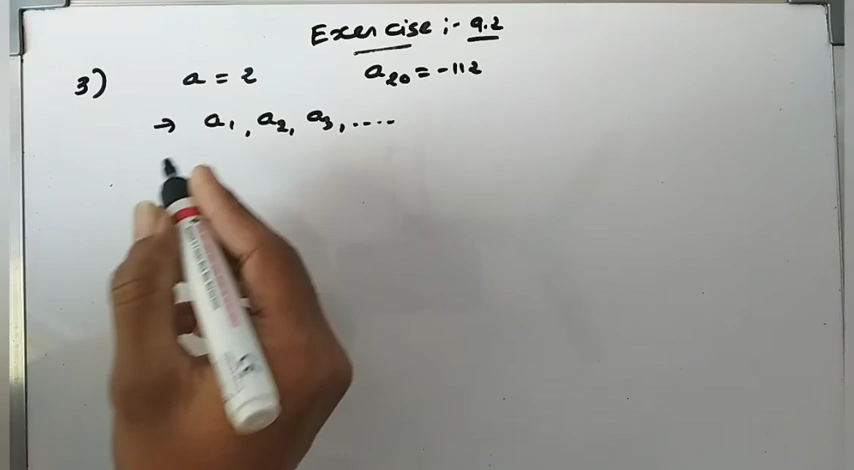 Exercise :- 9.2
3) a = 2 a₂₀ = -112
→ a₁, a₂, a₃, ....